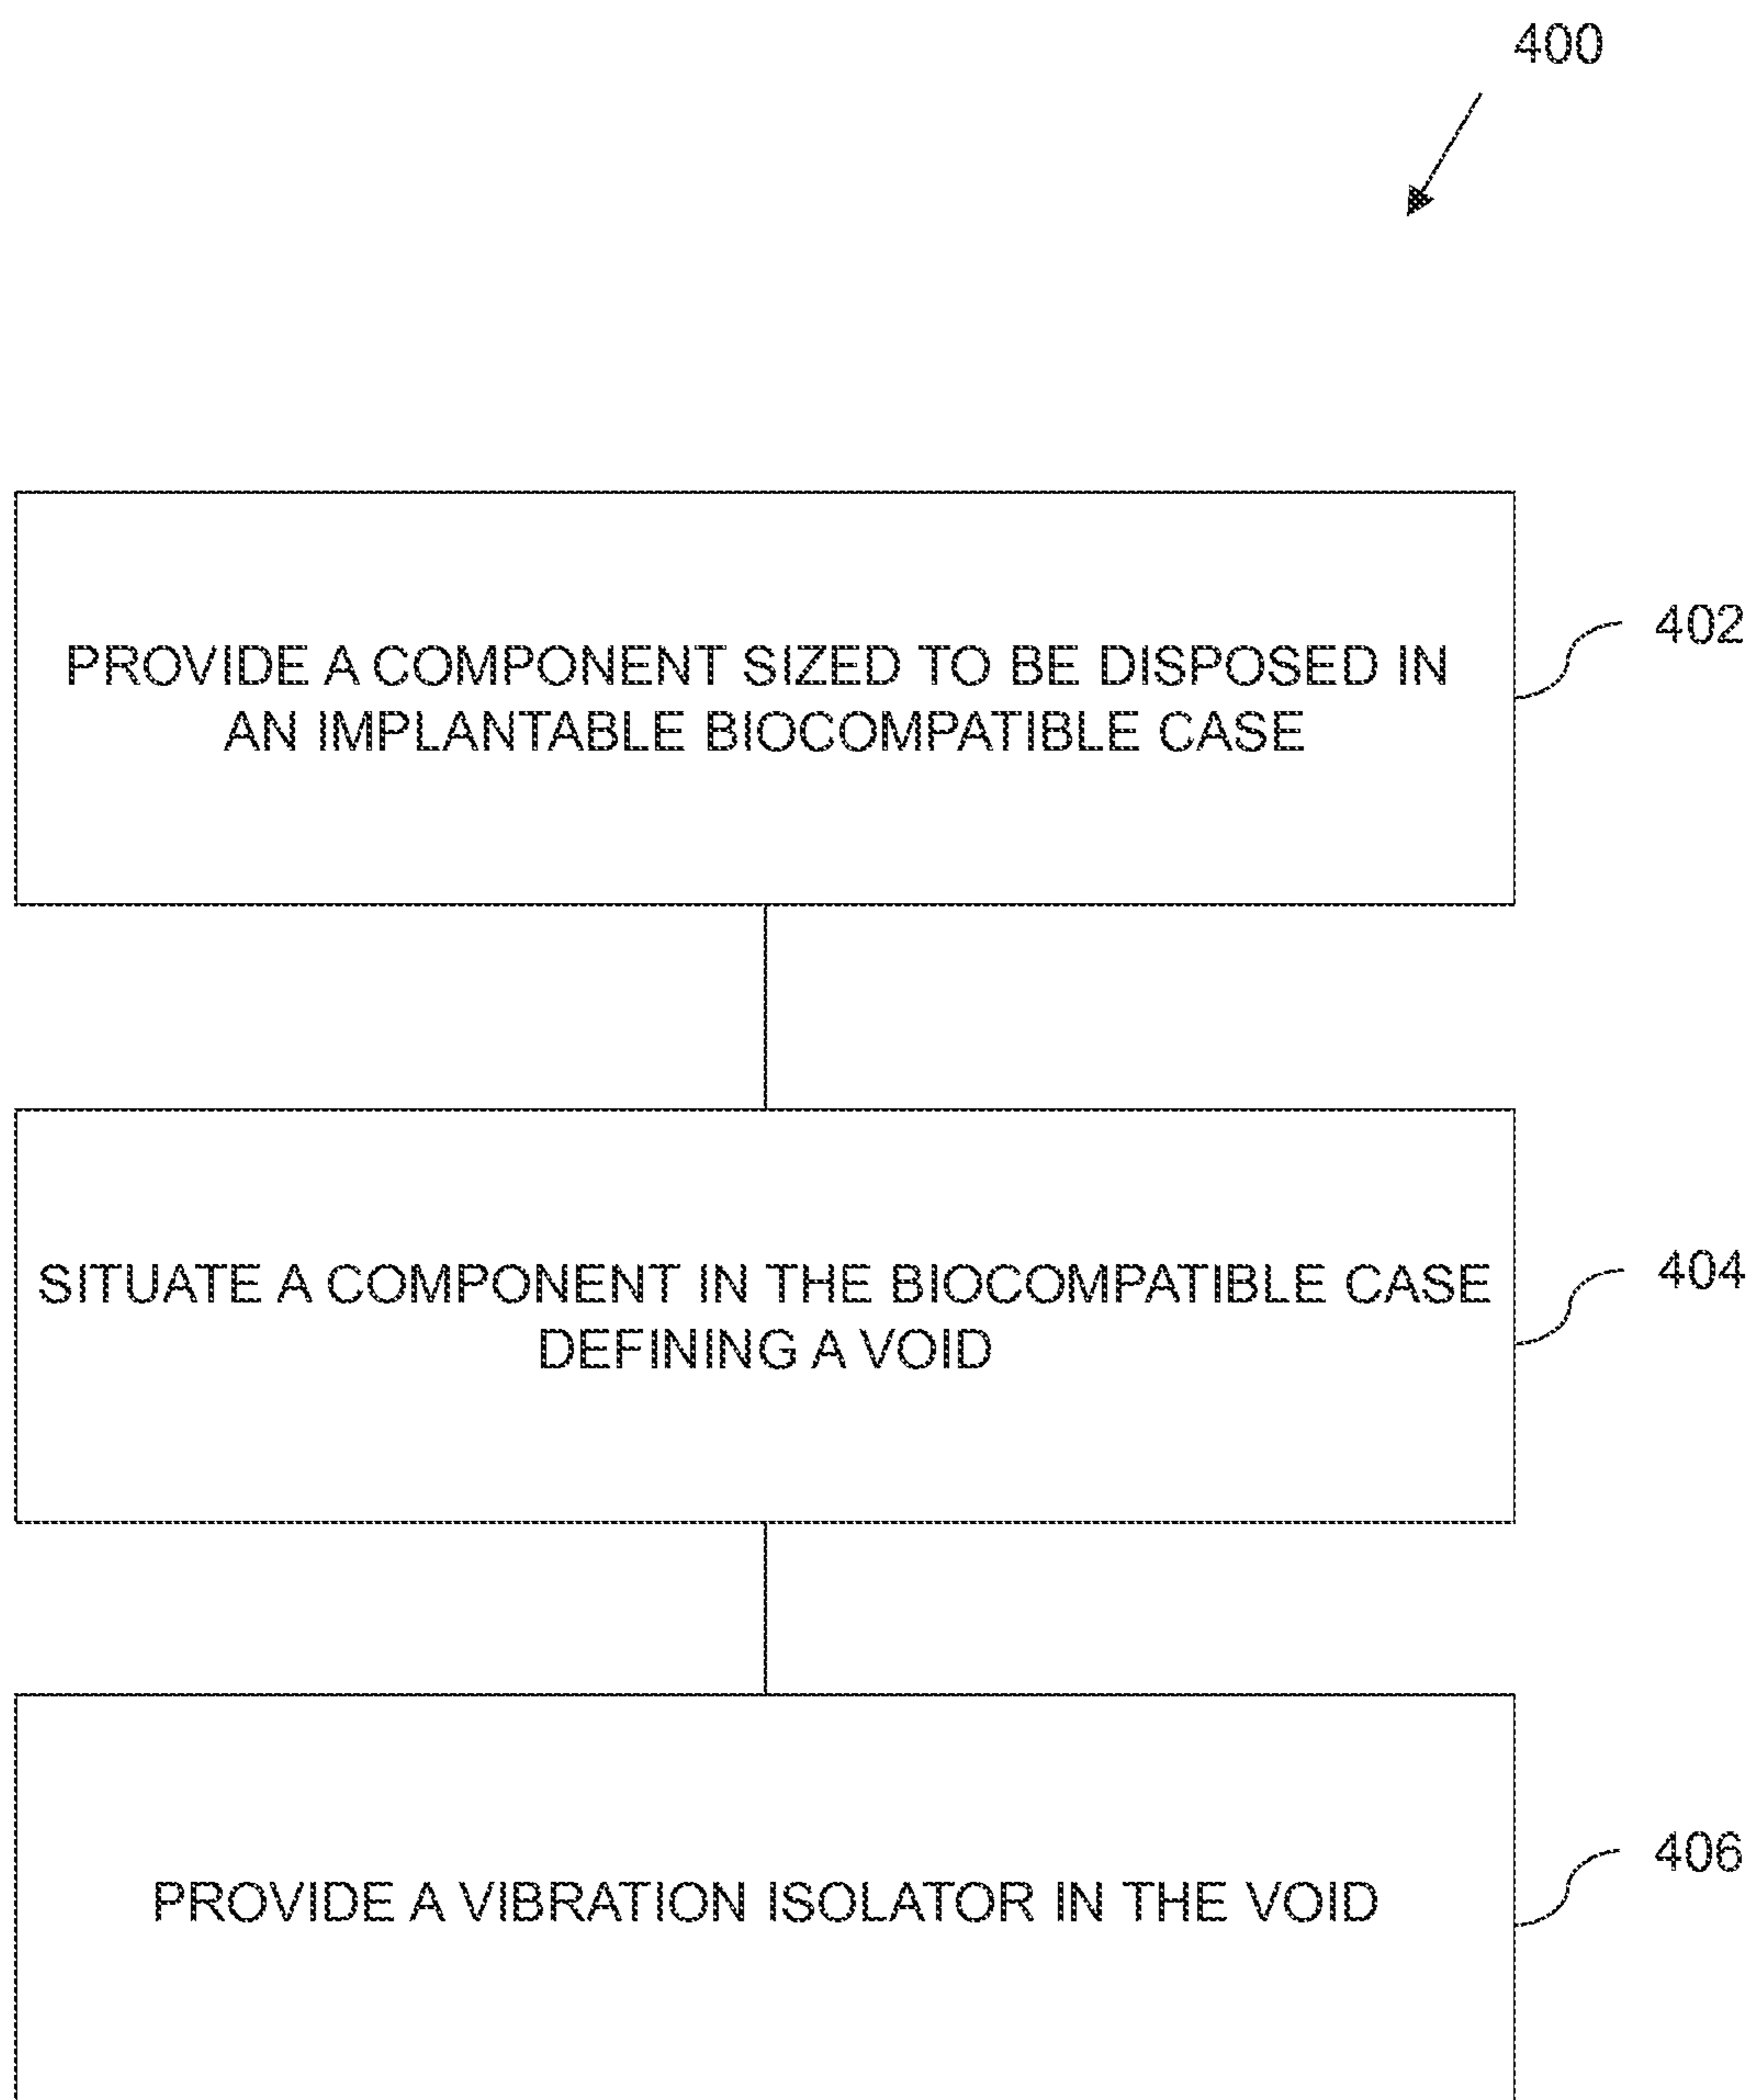 400
PROVIDE A COMPONENT SIZED TO BE DISPOSED IN
AN IMPLANTABLE BIOCOMPATIBLE CASE
402
SITUATE A COMPONENT IN THE BIOCOMPATIBLE CASE
DEFINING A VOID
404
PROVIDE A VIBRATION ISOLATOR IN THE VOID
406